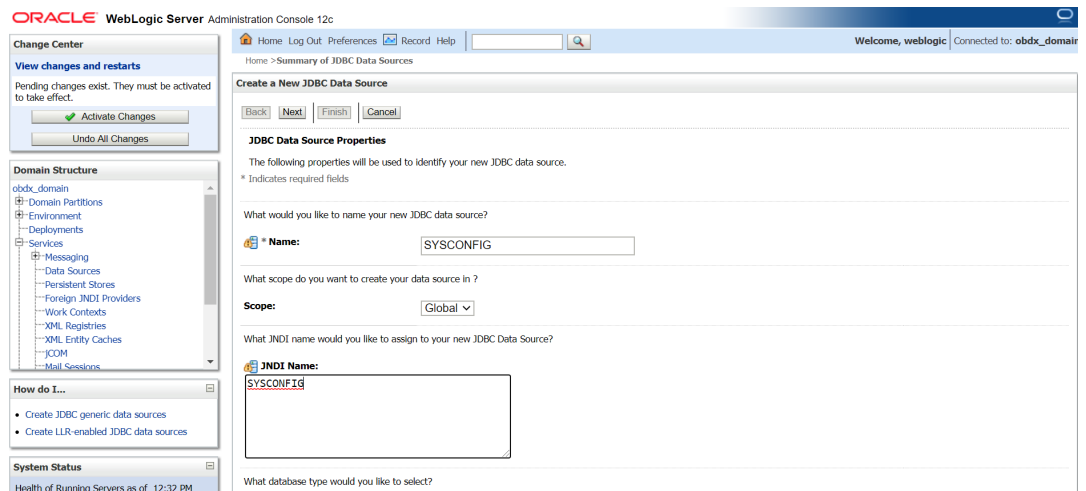 ORACLE WebLogic Server Administration Console 12c
Change Center
View changes and restarts
Pending changes exist. They must be activated
to take effect.
Activate Changes
Undo All Changes
Domain Structure
obdx_domain
Domain Partitions
Environment
Deployments
Services
Messaging
Data Sources
Persistent Stores
Foreign JNDI Providers
Work Contexts
XML Registries
XML Entity Caches
jCOM
Mail Sessions
How do I...
Create JDBC generic data sources
Create LLR-enabled JDBC data sources
System Status
Health of Running Servers as of 12:32 PM
Home Log Out Preferences Record Help
Welcome, weblogic Connected to: obdx_domain
Home >Summary of JDBC Data Sources
Create a New JDBC Data Source
Back Next Finish Cancel
JDBC Data Source Properties
The following properties will be used to identify your new JDBC data source.
* Indicates required fields
What would you like to name your new JDBC data source?
* Name: SYSCONFIG
What scope do you want to create your data source in ?
Scope: Global
What JNDI name would you like to assign to your new JDBC Data Source?
JNDI Name:
SYSCONFIG
What database type would you like to select?